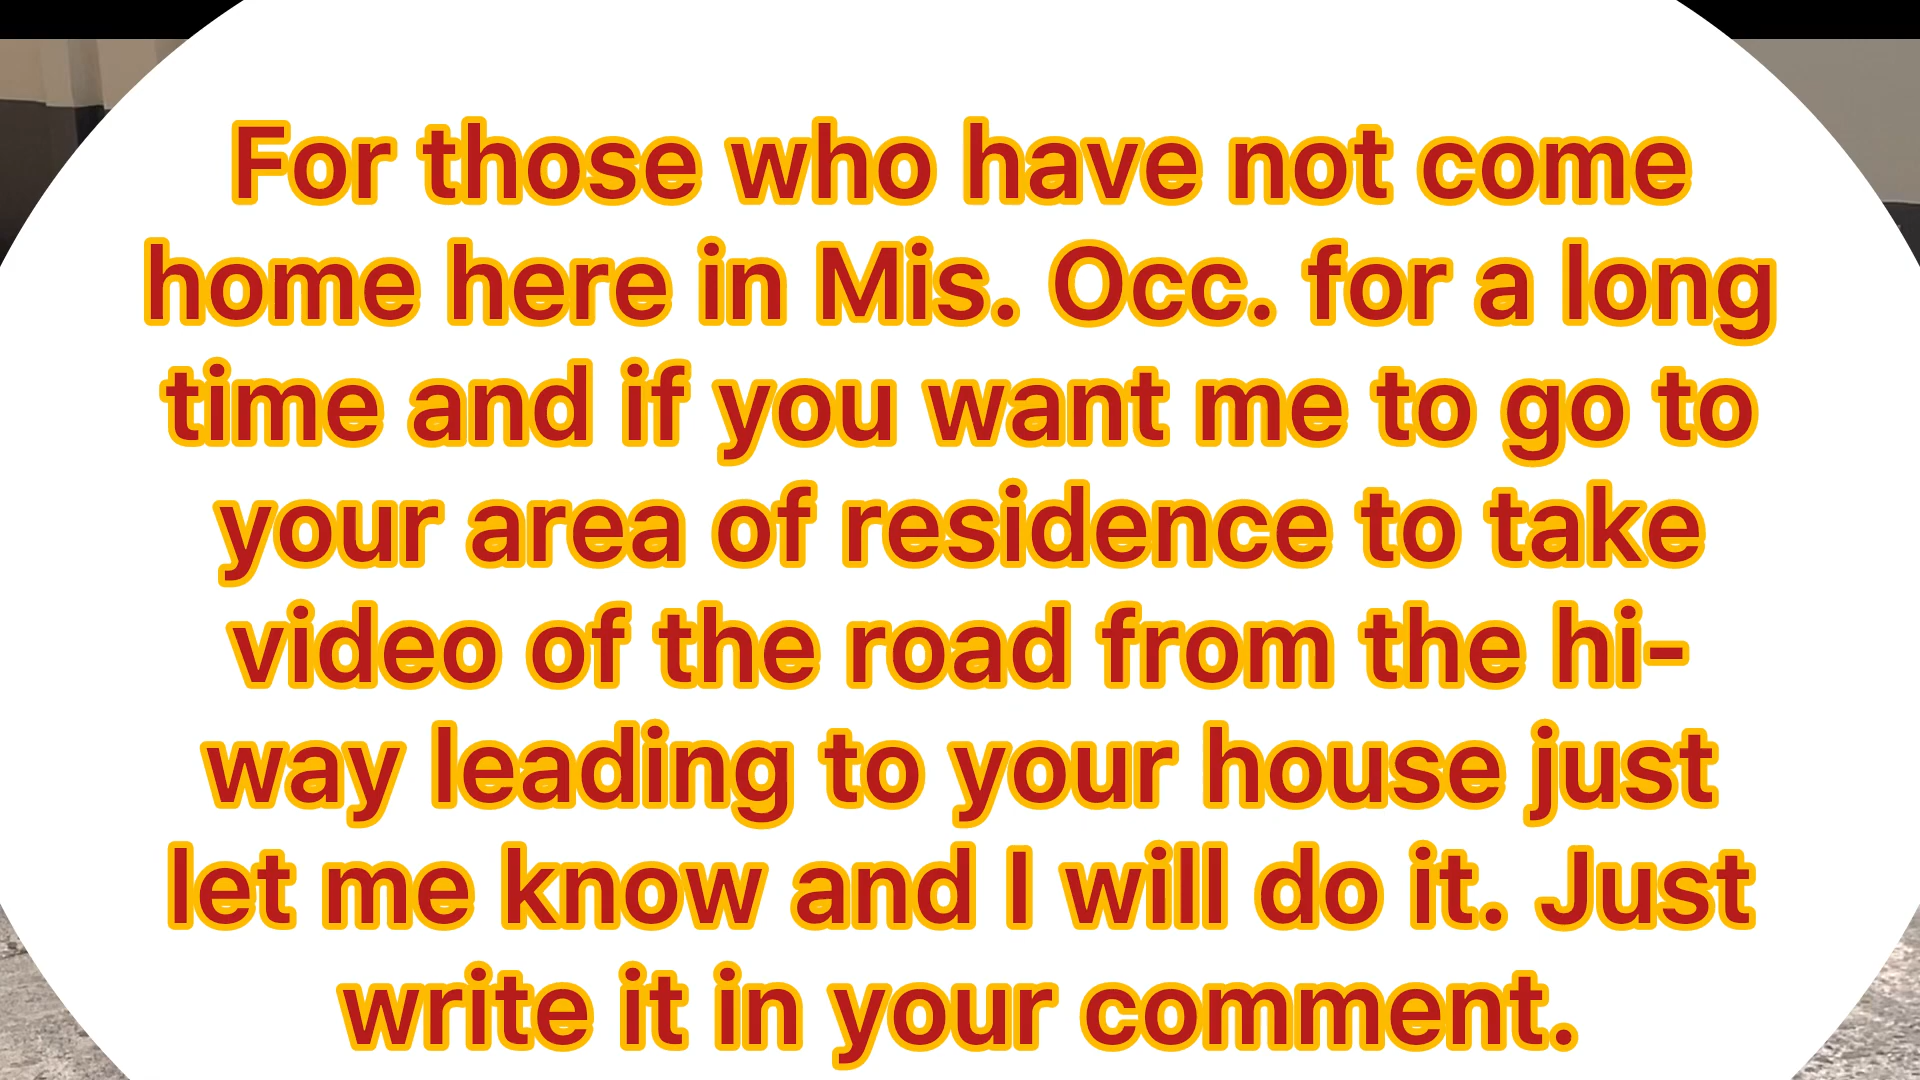 For those who have not come
home here in Mis. Occ. for a long
time and if you want me to go to
your area of residence to take
video of the road from the hi-
way leading to your house just
let me know and I will do it. Just
write it in your comment.